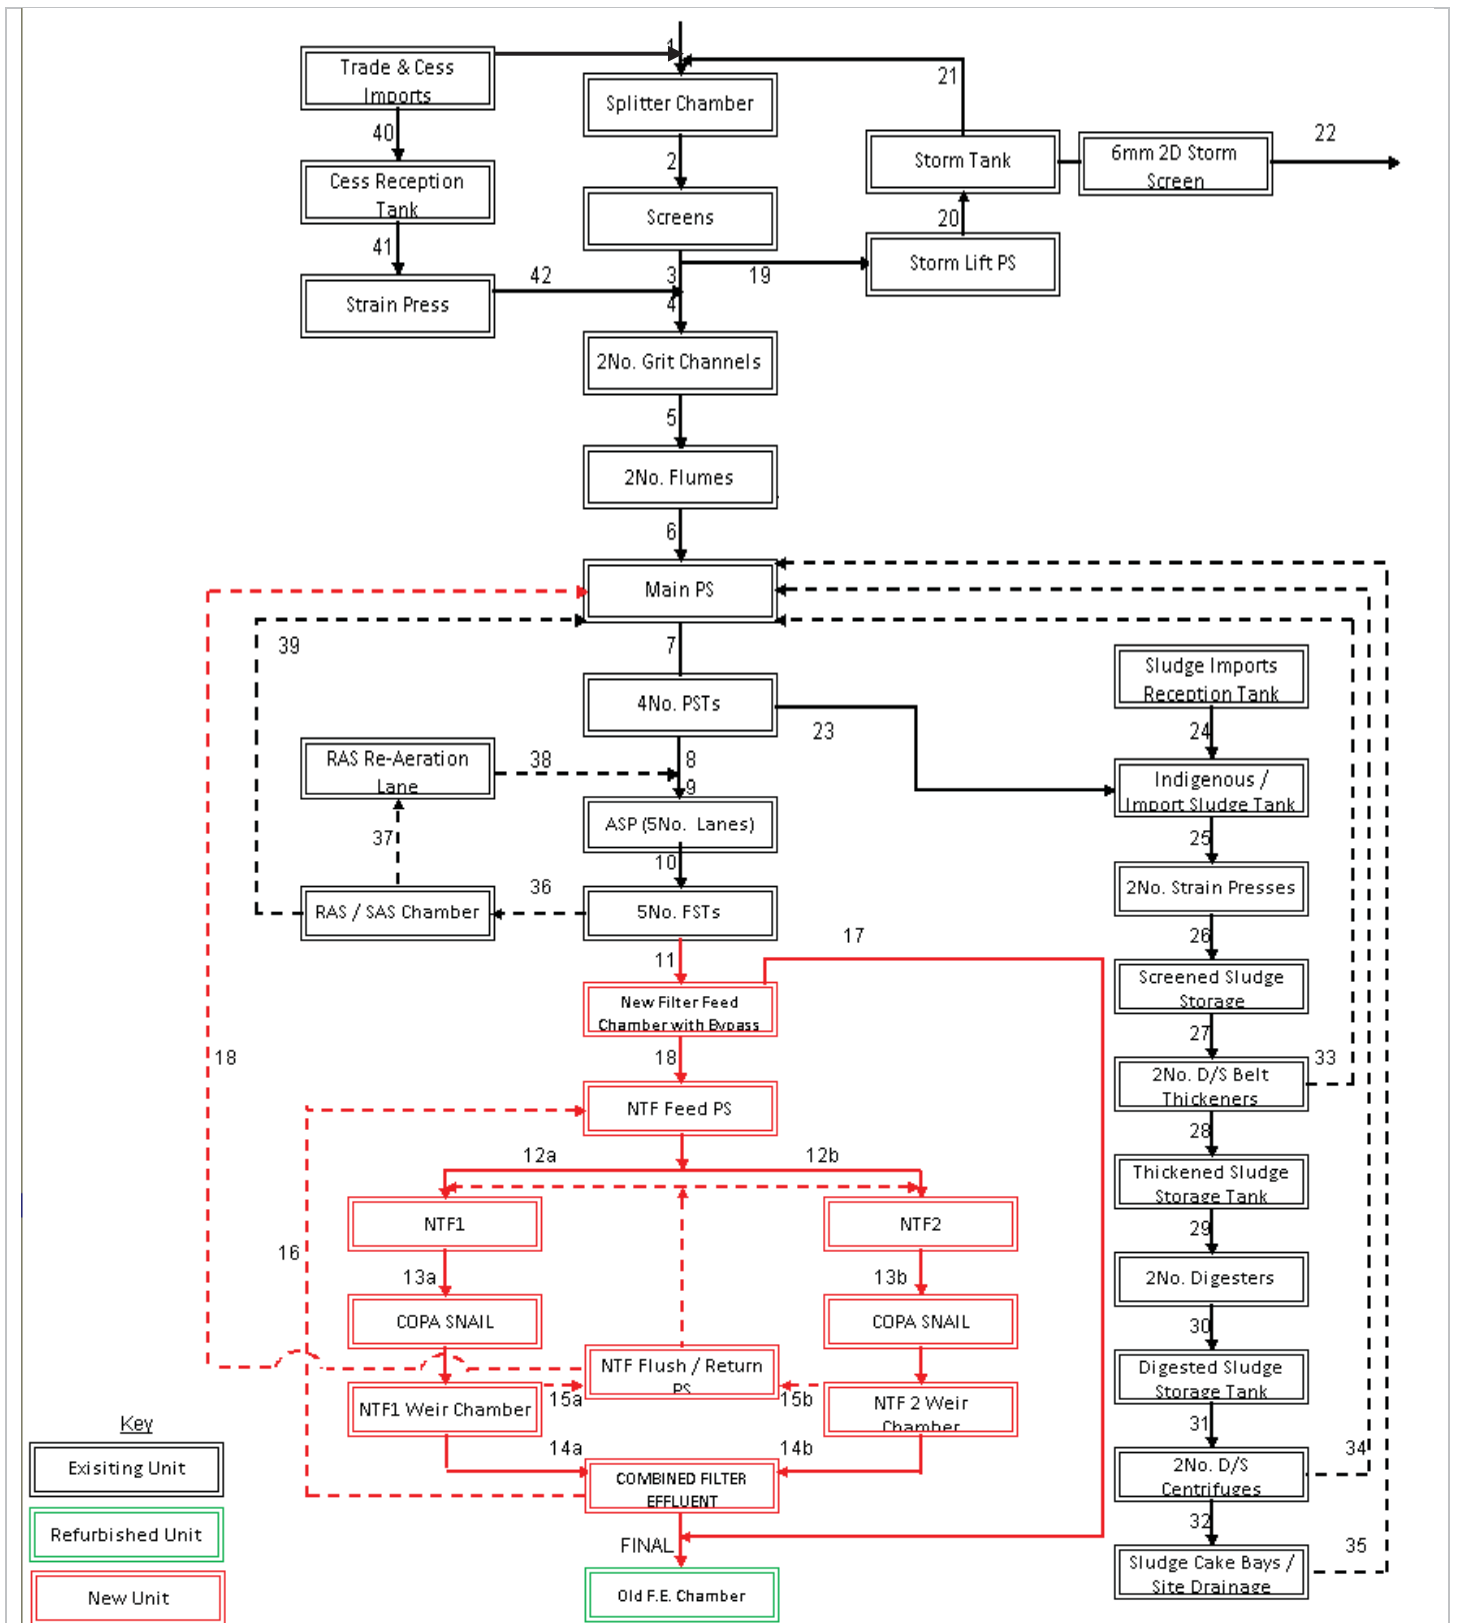 1
Trade & Cess
Imports
21
Splitter Chamber
40
2
Storm Tank
6mm 2D Storm
Screen
22
Cess Reception
Tank
Screens
20
41
Storm Lift PS
3
42
19
4
Strain Press
2No. Grit Channels
5
2No. Flumes
6
Main PS
39
7
Sludge Imports
Reception Tank
4No. PSTs
23
24
RAS Re-Aeration
Lane
38
8
9
Indigenous /
Import Sludge Tank
37
ASP (5No. Lanes)
25
10
36
2No. Strain Presses
RAS / SAS Chamber
5No. FSTs
17
26
11
Screened Sludge
Storage
New Filter Feed
Chamber with Bypass
27
18
18
33
2No. D/S Belt
Thickeners
NTF Feed PS
28
12a
12b
Thickened Sludge
Storage Tank
NTF1
NTF2
29
16
13a
13b
2No. Digesters
COPA SNAIL
COPA SNAIL
30
NTF Flush / Return
PS
Digested Sludge
Storage Tank
15a
15b
NTF1 Weir Chamber
NTF 2 Weir
Chamber
31
Key
14a
14b
34
Exisiting Unit
COMBINED FILTER
EFFLUENT
2No. D/S
Centrifuges
32
Refurbished Unit
FINAL
35
Sludge Cake Bays /
Site Drainage
New Unit
Old F.E. Chamber